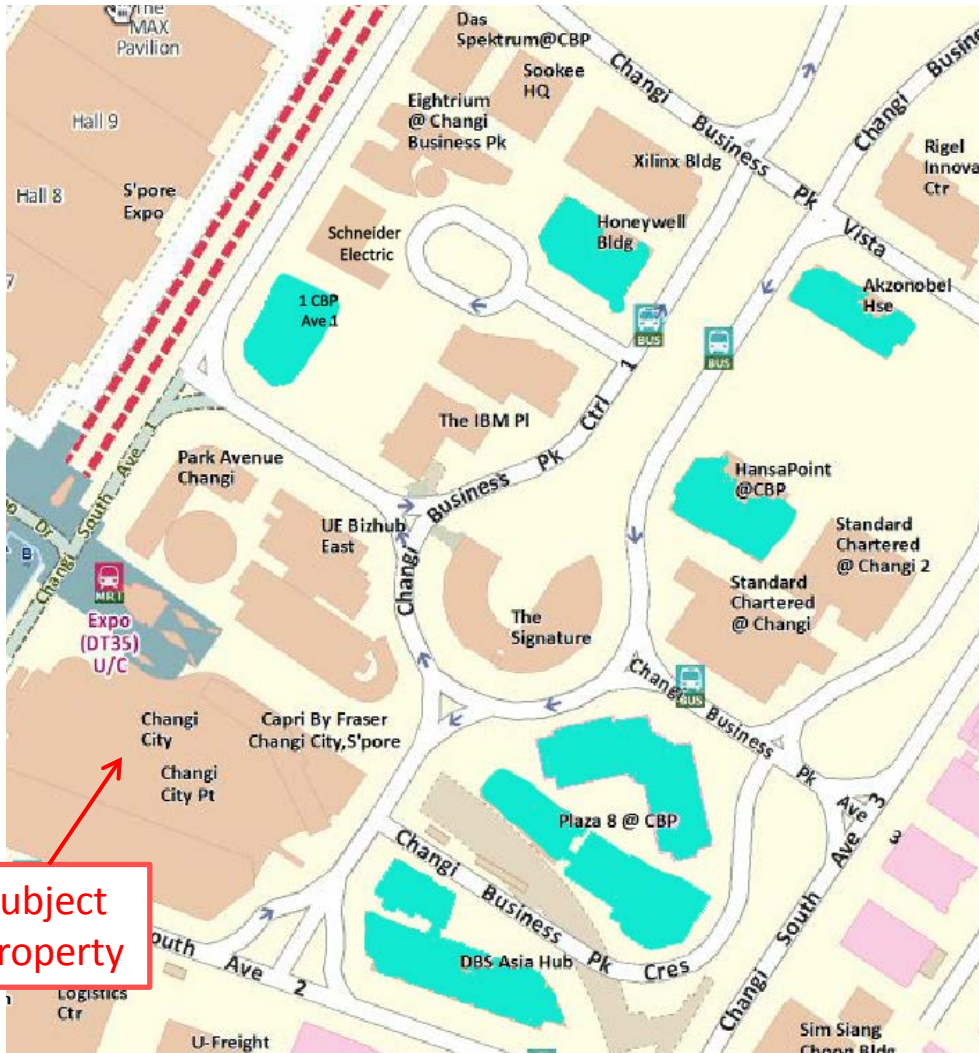 The
MAX
Pavilion
Das
Spektrum@CBP
Sookee
HQ
Changi Business Pk Vista
Changi Busine
Hall 9
Eightrium
@ Changi
Business Pk
Xilinx Bldg
Rigel
Innova
Ctr
Hall 8
S'pore
Expo
Schneider
Electric
Honeywell
Bldg
7
1 CBP
Ave 1
Akzonobel
Hse
BUS
BUS
The IBM Pl
Changi Business Pk Ctrl 1
Park Avenue
Changi
HansaPoint
@CBP
Changi South Ave 1
Dr
UE Bizhub
East
Standard
Chartered
@ Changi 2
B
MRT
Expo
(DT35)
U/C
The
Signature
Standard
Chartered
@ Changi
BUS
Changi Business Pk Ave 3
Changi
City
Capri By Fraser
Changi City,S'pore
Changi
City Pt
Plaza 8 @ CBP
3
Changi Business Pk Cres
Changi South Ave 3
ubject
roperty
outh Ave 2
DBS Asia Hub
Logistics
Ctr
U-Freight
Sim Siang
Choon Bldg